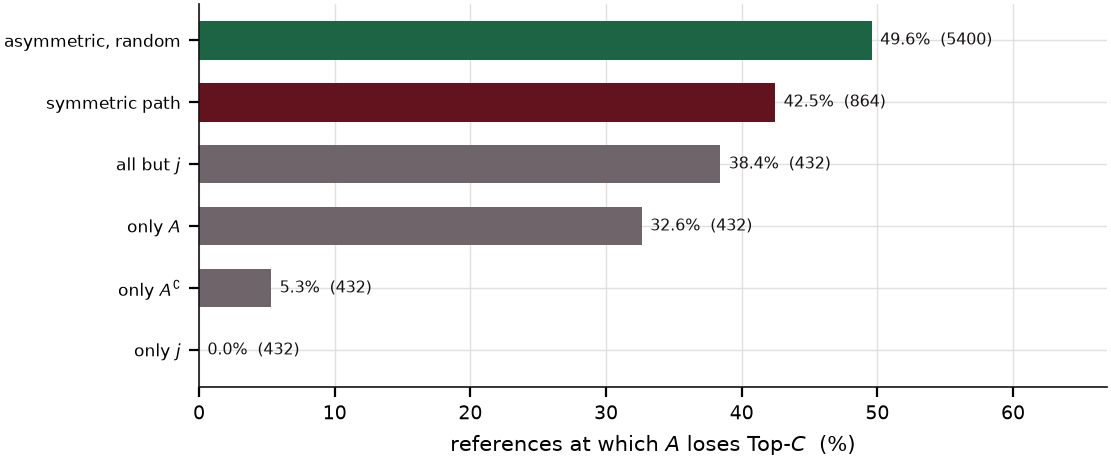 asymmetric, random 49.6% (5400)
symmetric path 42.5% (864)
all but j 38.4% (432)
only A 32.6% (432)
only Aᶜ 5.3% (432)
only j 0.0% (432)
0 10 20 30 40 50 60
references at which A loses Top-C (%)